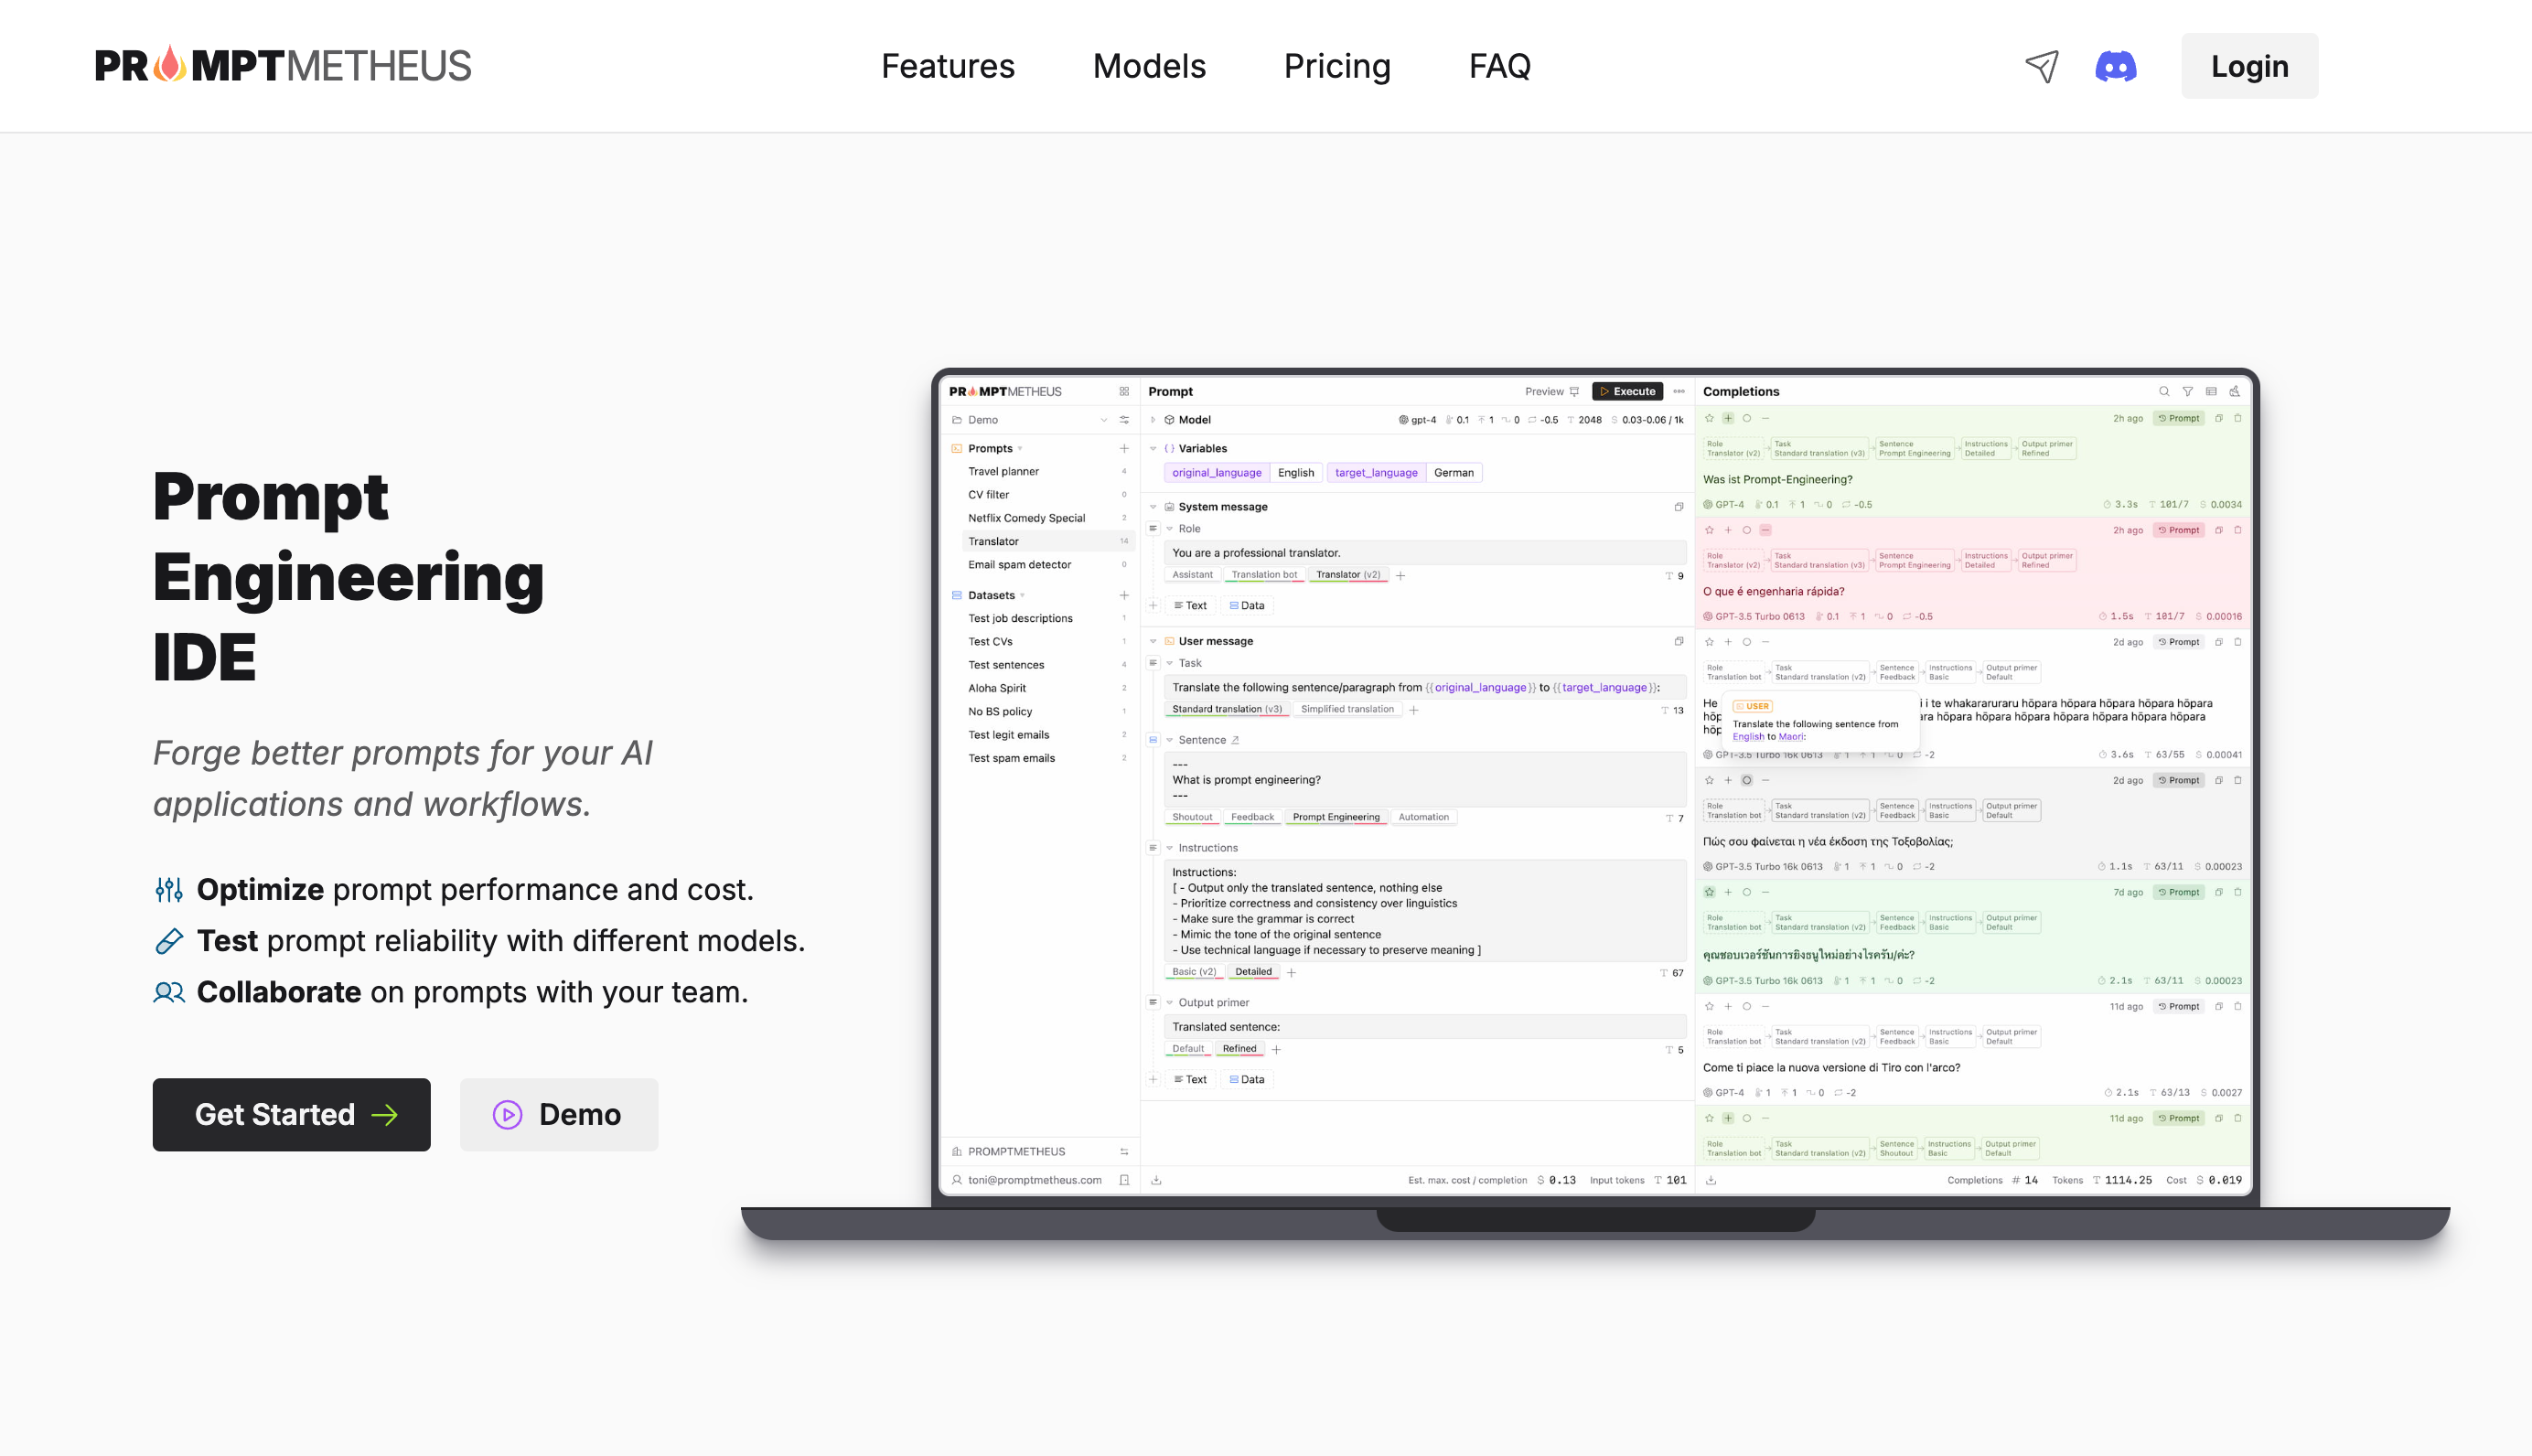 PROMPTMETHEUS
Features
Models
Pricing
FAQ
Login
Prompt
Engineering
IDE
Forge better prompts for your AI
applications and workflows.
Optimize prompt performance and cost.
Test prompt reliability with different models.
Collaborate on prompts with your team.
Get Started
Demo
PROMPTMETHEUS
Demo
Prompts
Travel planner 4
CV filter 0
Netflix Comedy Special 2
Translator 14
Email spam detector 0
Datasets
Test job descriptions 1
Test CVs 1
Test sentences 4
Aloha Spirit 2
No BS policy 1
Test legit emails 2
Test spam emails 2
PROMPTMETHEUS
toni@promptmetheus.com
Prompt Preview Execute
Model gpt-4 0.1 1 0 -0.5 2048 0.03-0.06 / 1k
{} Variables
original_language English target_language German
System message
Role
You are a professional translator.
Assistant Translation bot Translator (v2) + T 9
+ Text Data
User message
Task
Translate the following sentence/paragraph from {{original_language}} to {{target_language}}:
Standard translation (v3) Simplified translation + T 13
Sentence
---
What is prompt engineering?
---
Shoutout Feedback Prompt Engineering Automation T 7
Instructions
Instructions:
[ - Output only the translated sentence, nothing else
- Prioritize correctness and consistency over linguistics
- Make sure the grammar is correct
- Mimic the tone of the original sentence
- Use technical language if necessary to preserve meaning ]
Basic (v2) Detailed + T 67
Output primer
Translated sentence:
Default Refined + T 5
+ Text Data
Est. max. cost / completion $ 0.13 Input tokens T 101
Completions
2h ago Prompt
Role Task Sentence Instructions Output primer
Translator (v2) Standard translation (v3) Prompt Engineering Detailed Refined
Was ist Prompt-Engineering?
GPT-4 0.1 1 0 -0.5 3.3s T 101/7 $ 0.0034
2h ago Prompt
Role Task Sentence Instructions Output primer
Translator (v2) Standard translation (v3) Prompt Engineering Detailed Refined
O que é engenharia rápida?
GPT-3.5 Turbo 0613 0.1 1 0 -0.5 1.5s T 101/7 $ 0.00016
2d ago Prompt
Role Task Sentence Instructions Output primer
Translation bot Standard translation (v2) Feedback Basic Default
He i i te whakararuraru hōpara hōpara hōpara hōpara hōpara
hōp ara hōpara hōpara hōpara hōpara hōpara hōpara hōpara
hōp
USER
Translate the following sentence from
English to Maori:
GPT-3.5 Turbo 16k 0613 1 1 0 -2 3.6s T 63/55 $ 0.00041
2d ago Prompt
Role Task Sentence Instructions Output primer
Translation bot Standard translation (v2) Feedback Basic Default
Πώς σου φαίνεται η νέα έκδοση της Τοξοβολίας;
GPT-3.5 Turbo 16k 0613 1 1 0 -2 1.1s T 63/11 $ 0.00023
7d ago Prompt
Role Task Sentence Instructions Output primer
Translation bot Standard translation (v2) Feedback Basic Default
คุณชอบเวอร์ชันการยิงธนูใหม่อย่างไรครับ/ค่ะ?
GPT-3.5 Turbo 16k 0613 1 1 0 -2 2.1s T 63/11 $ 0.00023
11d ago Prompt
Role Task Sentence Instructions Output primer
Translation bot Standard translation (v2) Feedback Basic Default
Come ti piace la nuova versione di Tiro con l'arco?
GPT-4 1 1 0 -2 2.1s T 63/13 $ 0.0027
11d ago Prompt
Role Task Sentence Instructions Output primer
Translation bot Standard translation (v2) Shoutout Basic Default
Completions # 14 Tokens T 1114.25 Cost $ 0.019